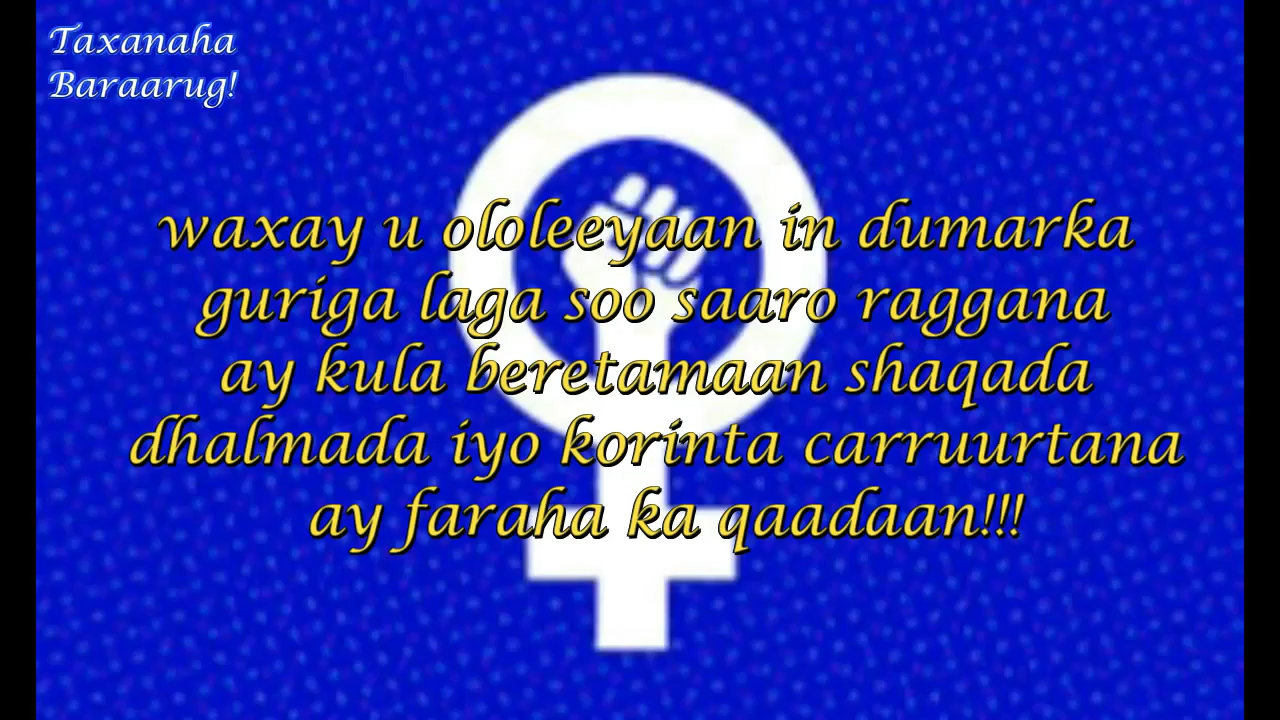 Taxanaha
Baraarug!
waxay u ololeeyaan in dumarka
guriga laga soo saaro raggana
ay kula beretamaan shaqada
dhalmada iyo korinta carruurtana
ay faraha ka qaadaan!!!